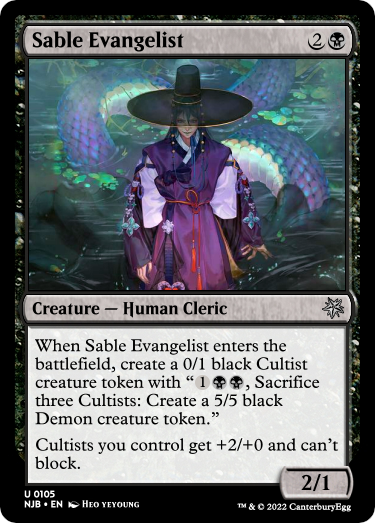 Sable Evangelist 2
Creature — Human Cleric
When Sable Evangelist enters the
battlefield, create a 0/1 black Cultist
creature token with “ 1 , Sacrifice
three Cultists: Create a 5/5 black
Demon creature token.”
Cultists you control get +2/+0 and can’t
block.
2/1
U 0105
NJB • EN HEO YEYOUNG
™ & © 2022 CanterburyEgg